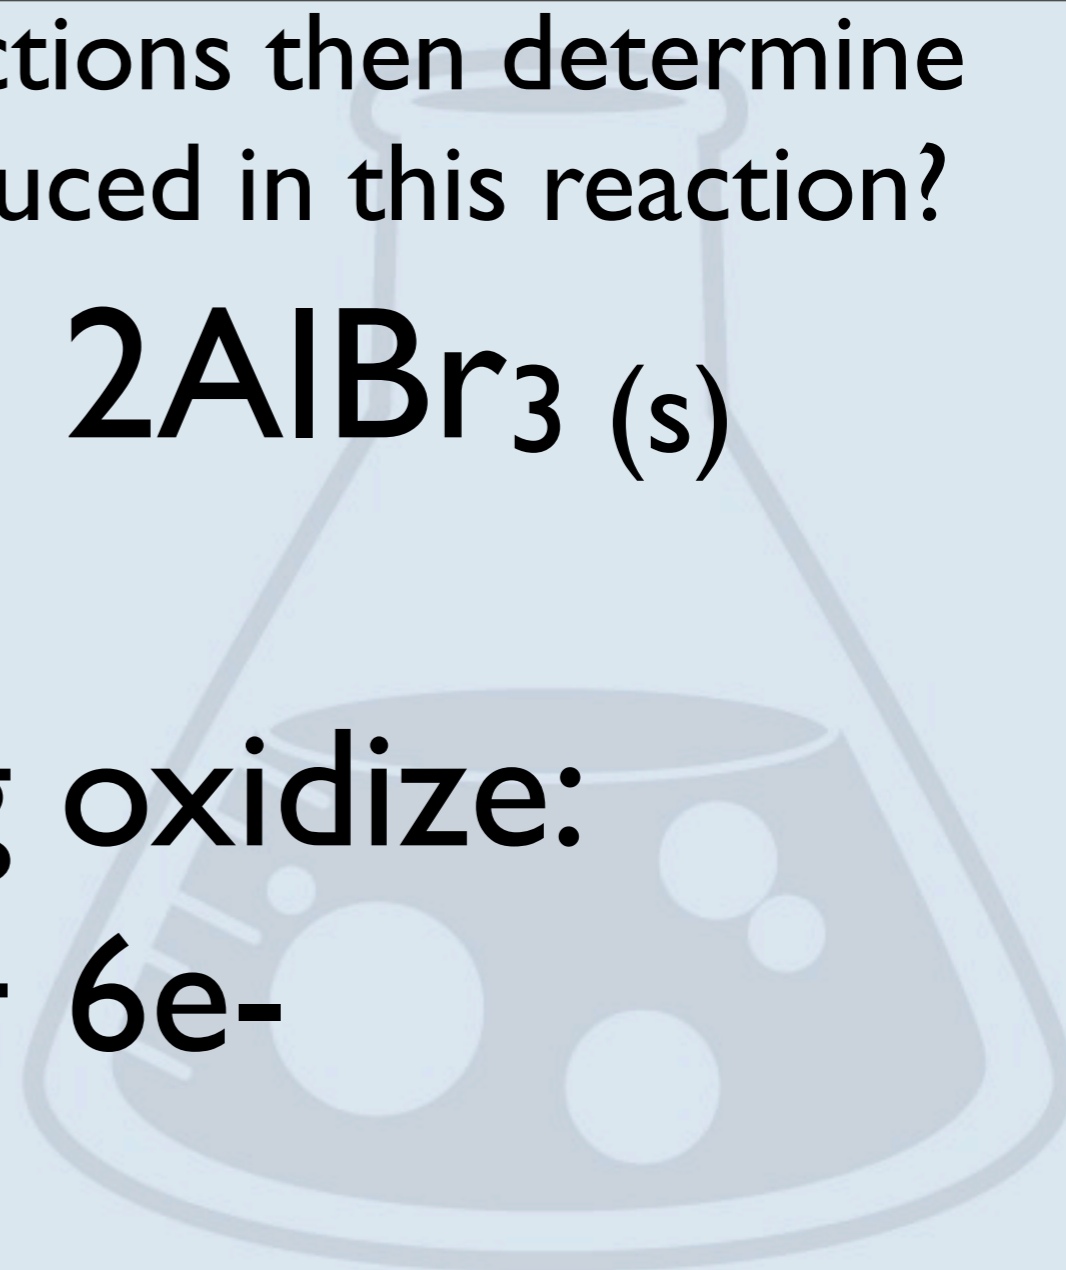 ctions then determine
uced in this reaction?
2AlBr3 (s)
oxidize:
6e-